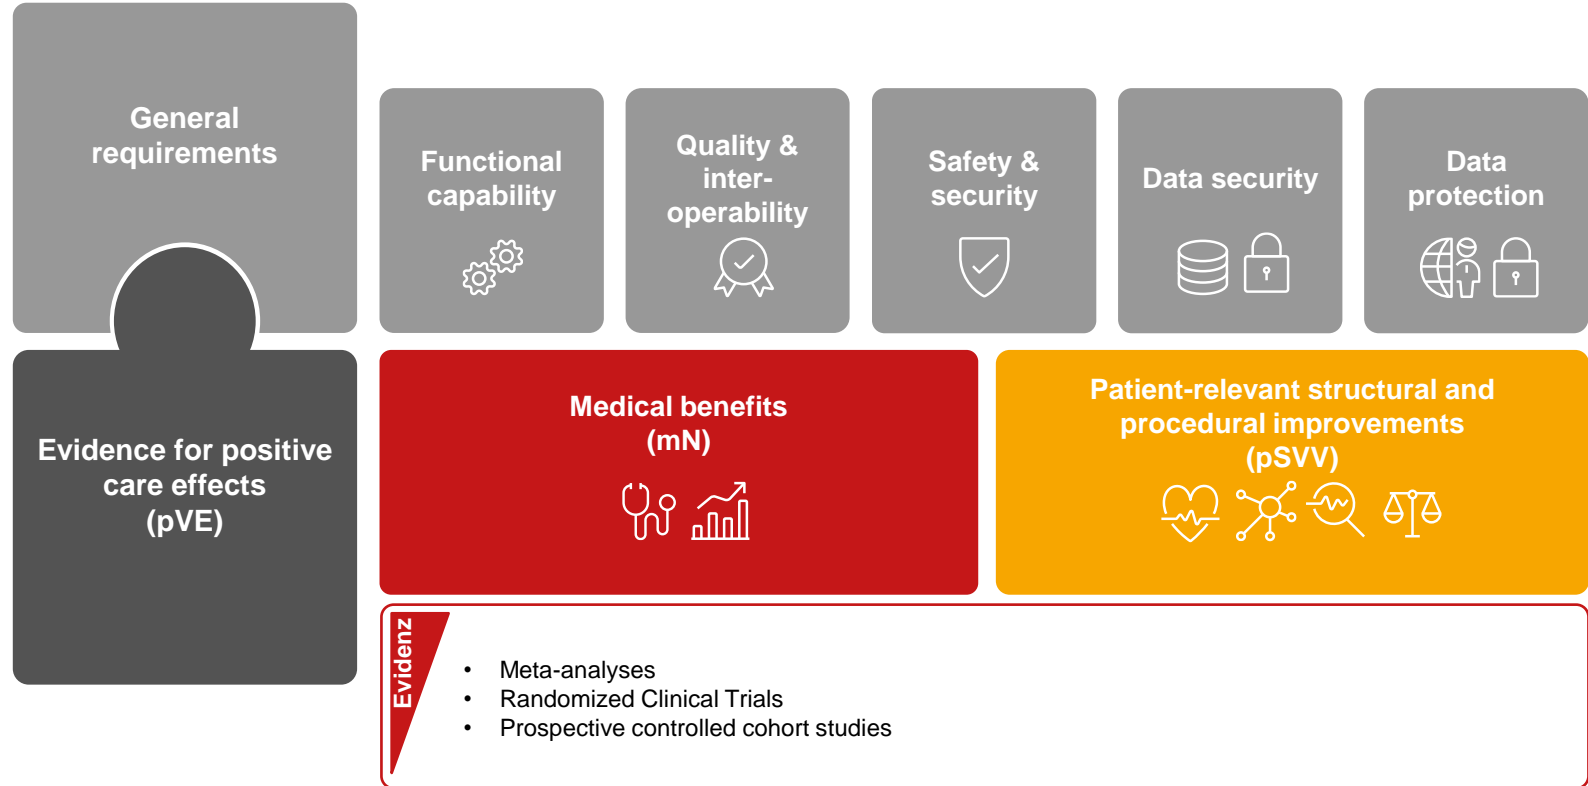 General
requirements
Functional
capability
Quality &
inter-
operability
Safety &
security
Data security
Data
protection
Evidence for positive
care effects
(pVE)
Medical benefits
(mN)
Patient-relevant structural and
procedural improvements
(pSVV)
Evidenz
• Meta-analyses
• Randomized Clinical Trials
• Prospective controlled cohort studies